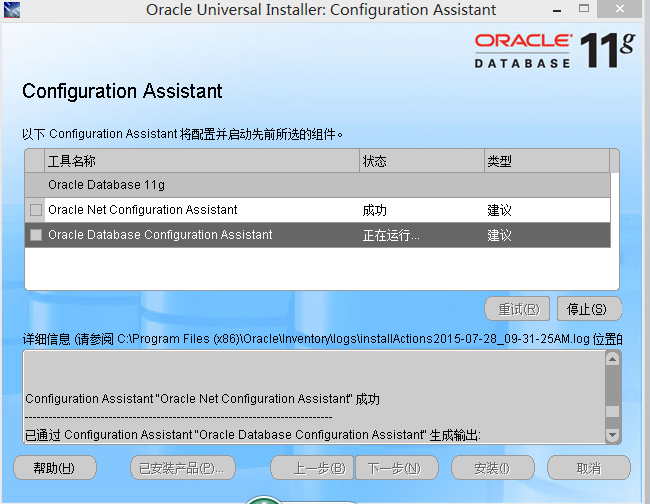 Oracle Universal Installer: Configuration Assistant
ORACLE
DATABASE 11g
Configuration Assistant
以下 Configuration Assistant 将配置并启动先前所选的组件。
工具名称 状态 类型
Oracle Database 11g
Oracle Net Configuration Assistant 成功 建议
Oracle Database Configuration Assistant 正在运行... 建议
重试(R) 停止(S)
详细信息 (请参阅 C:\Program Files (x86)\Oracle\Inventory\logs\installActions2015-07-28_09-31-25AM.log 位置的
Configuration Assistant "Oracle Net Configuration Assistant" 成功
-----------------------------------------------------------------------------
已通过 Configuration Assistant "Oracle Database Configuration Assistant" 生成输出:
帮助(H) 已安装产品(P)... 上一步(B) 下一步(N) 安装(I) 取消